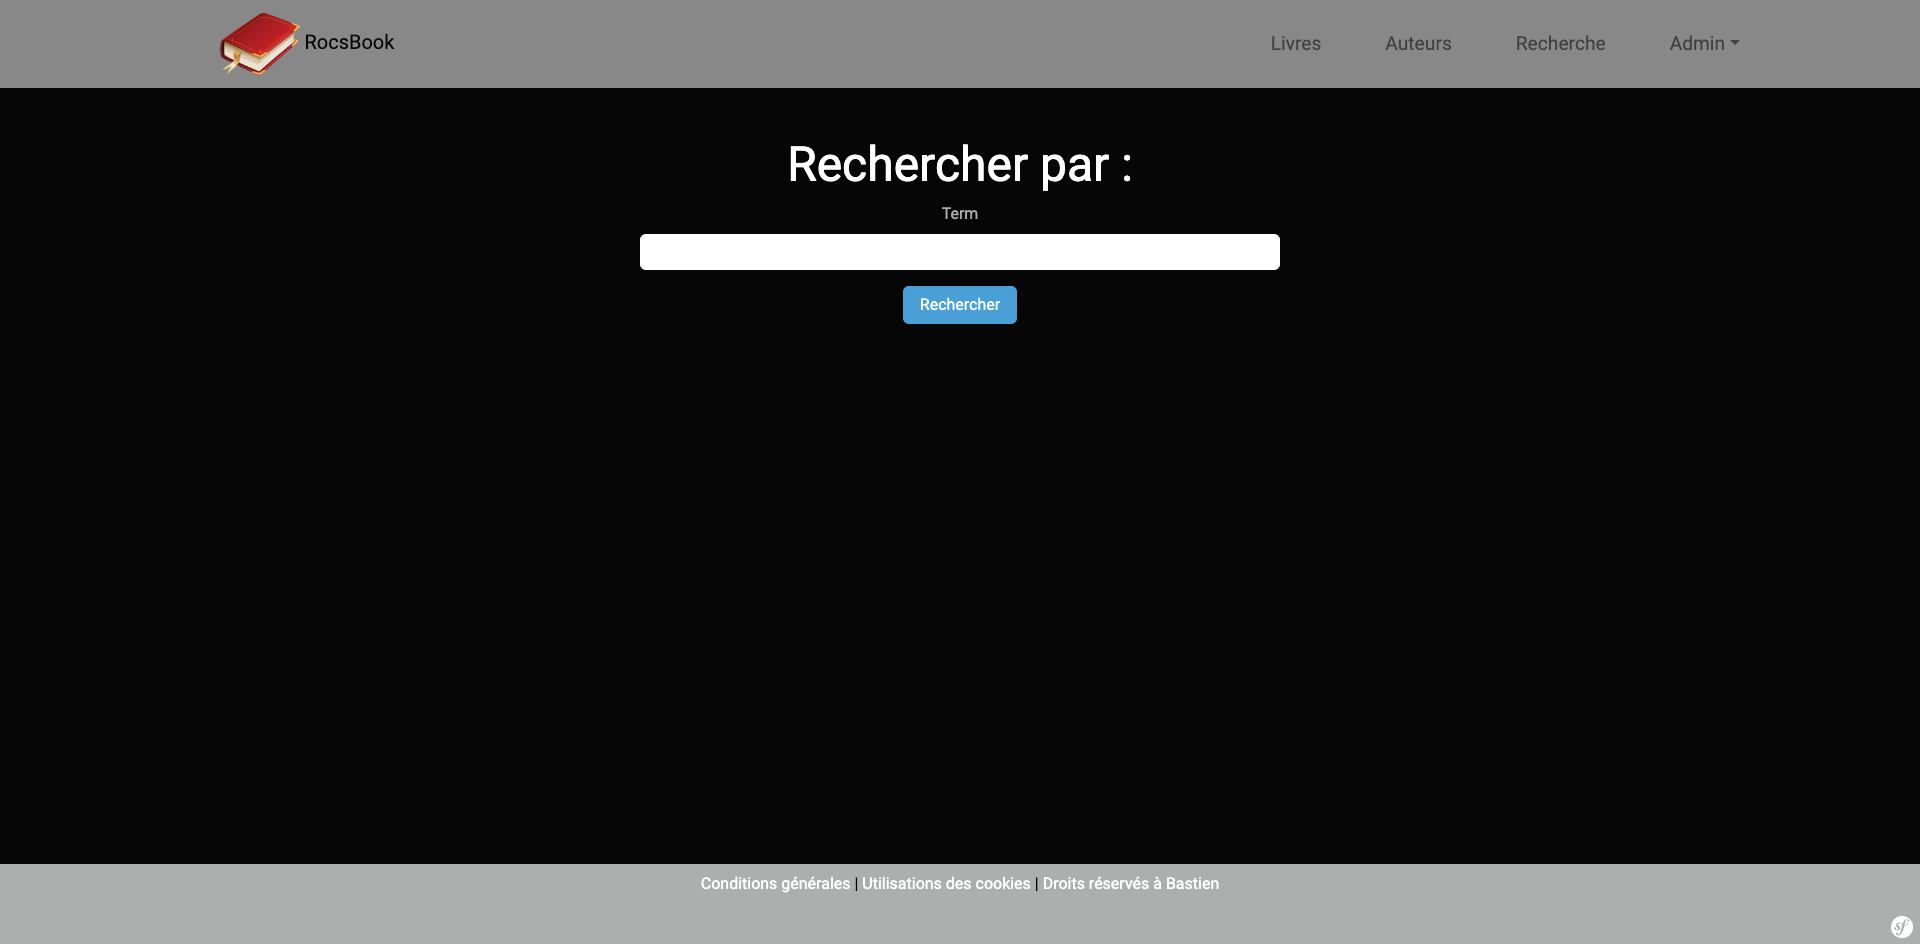 RocsBook
Livres Auteurs Recherche Admin
Rechercher par :
Term
Rechercher
Conditions générales | Utilisations des cookies | Droits réservés à Bastien
sf